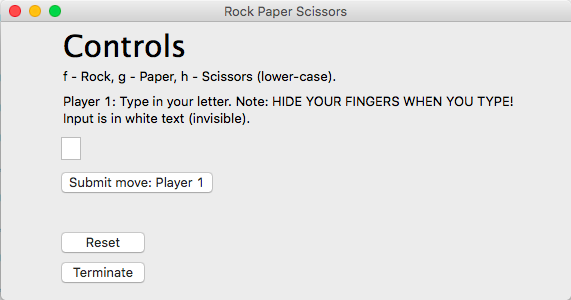 Rock Paper Scissors
Controls
f - Rock, g - Paper, h - Scissors (lower-case).
Player 1: Type in your letter. Note: HIDE YOUR FINGERS WHEN YOU TYPE!
Input is in white text (invisible).
Submit move: Player 1
Reset
Terminate